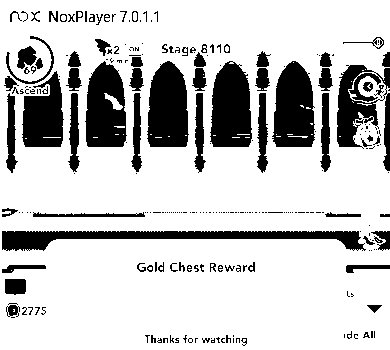 nox NoxPlayer 7.0.1.1
x2 ON Stage 8110
69
Ascend
Gold Chest Reward
2775
ts
Thanks for watching
ide All